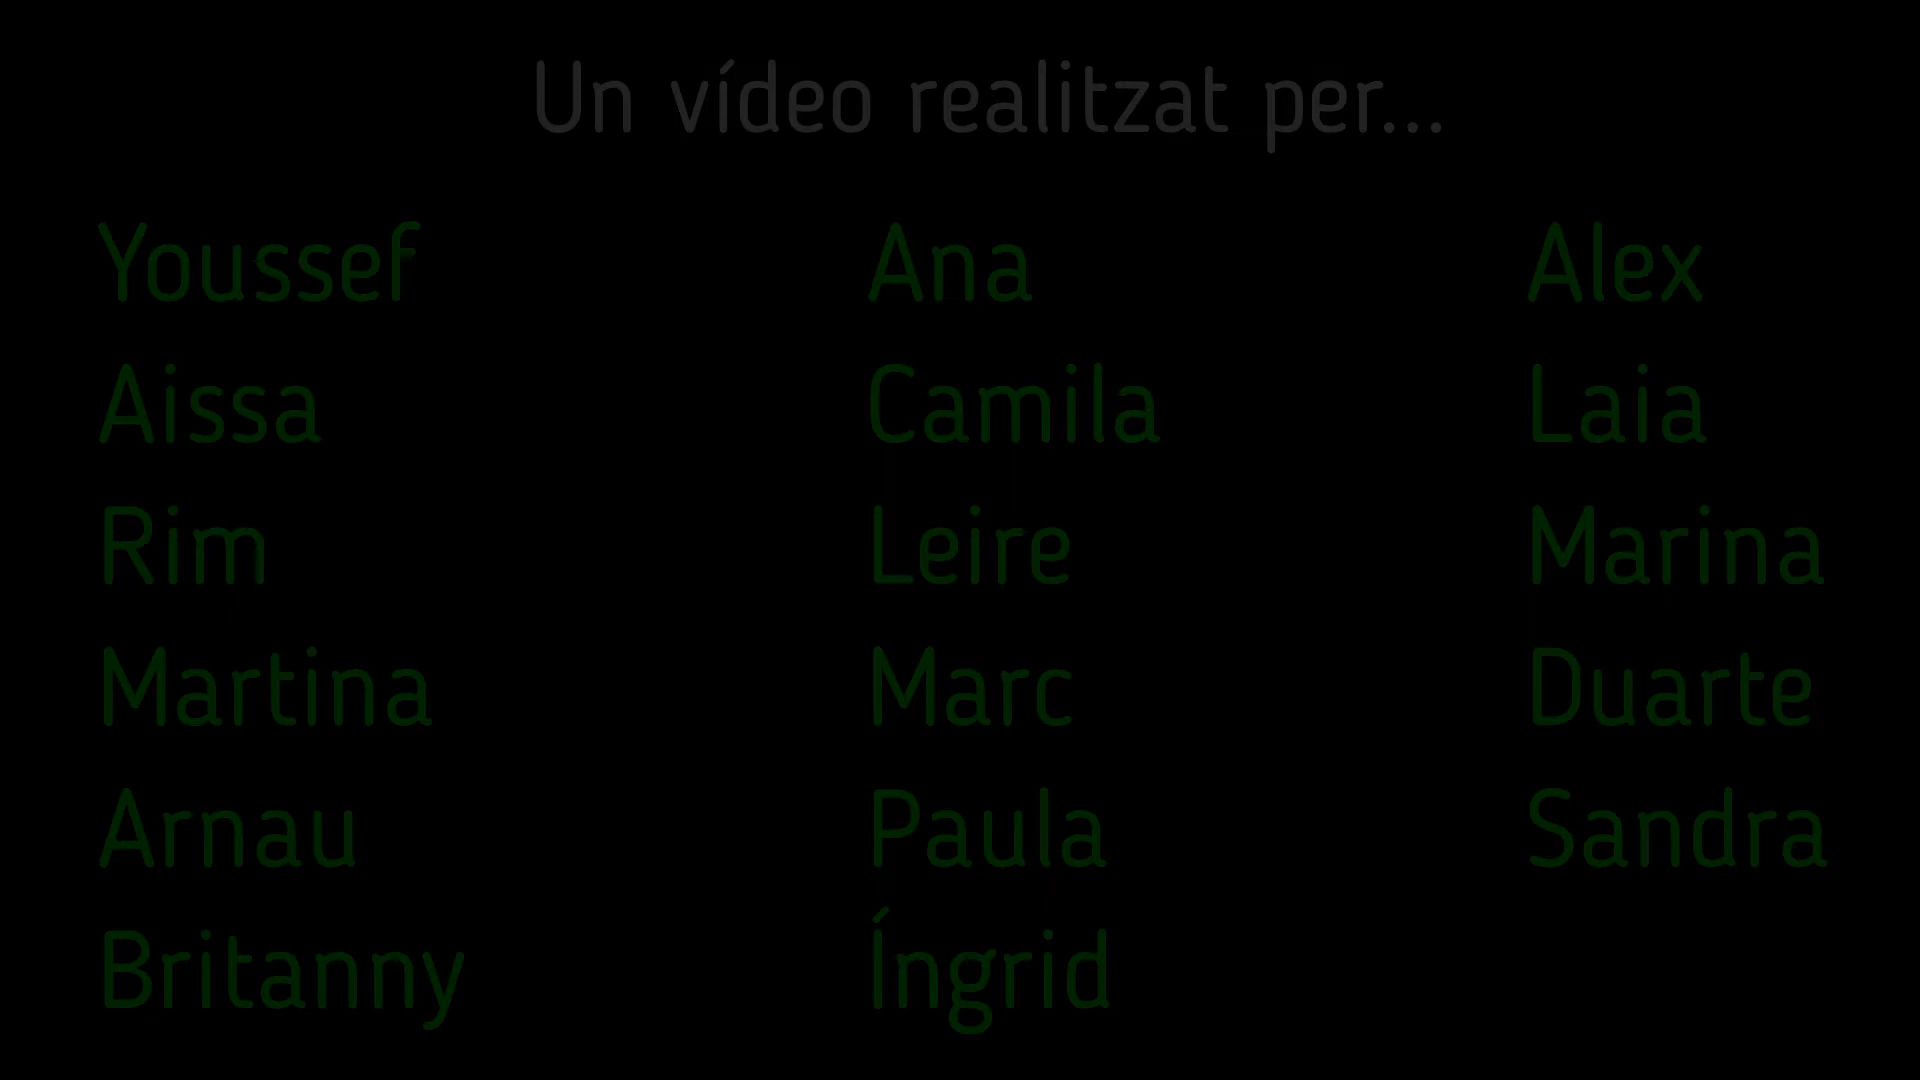 Un vídeo realitzat per...
Youssef
Aissa
Rim
Martina
Arnau
Britanny
Ana
Camila
Leire
Marc
Paula
Íngrid
Alex
Laia
Marina
Duarte
Sandra